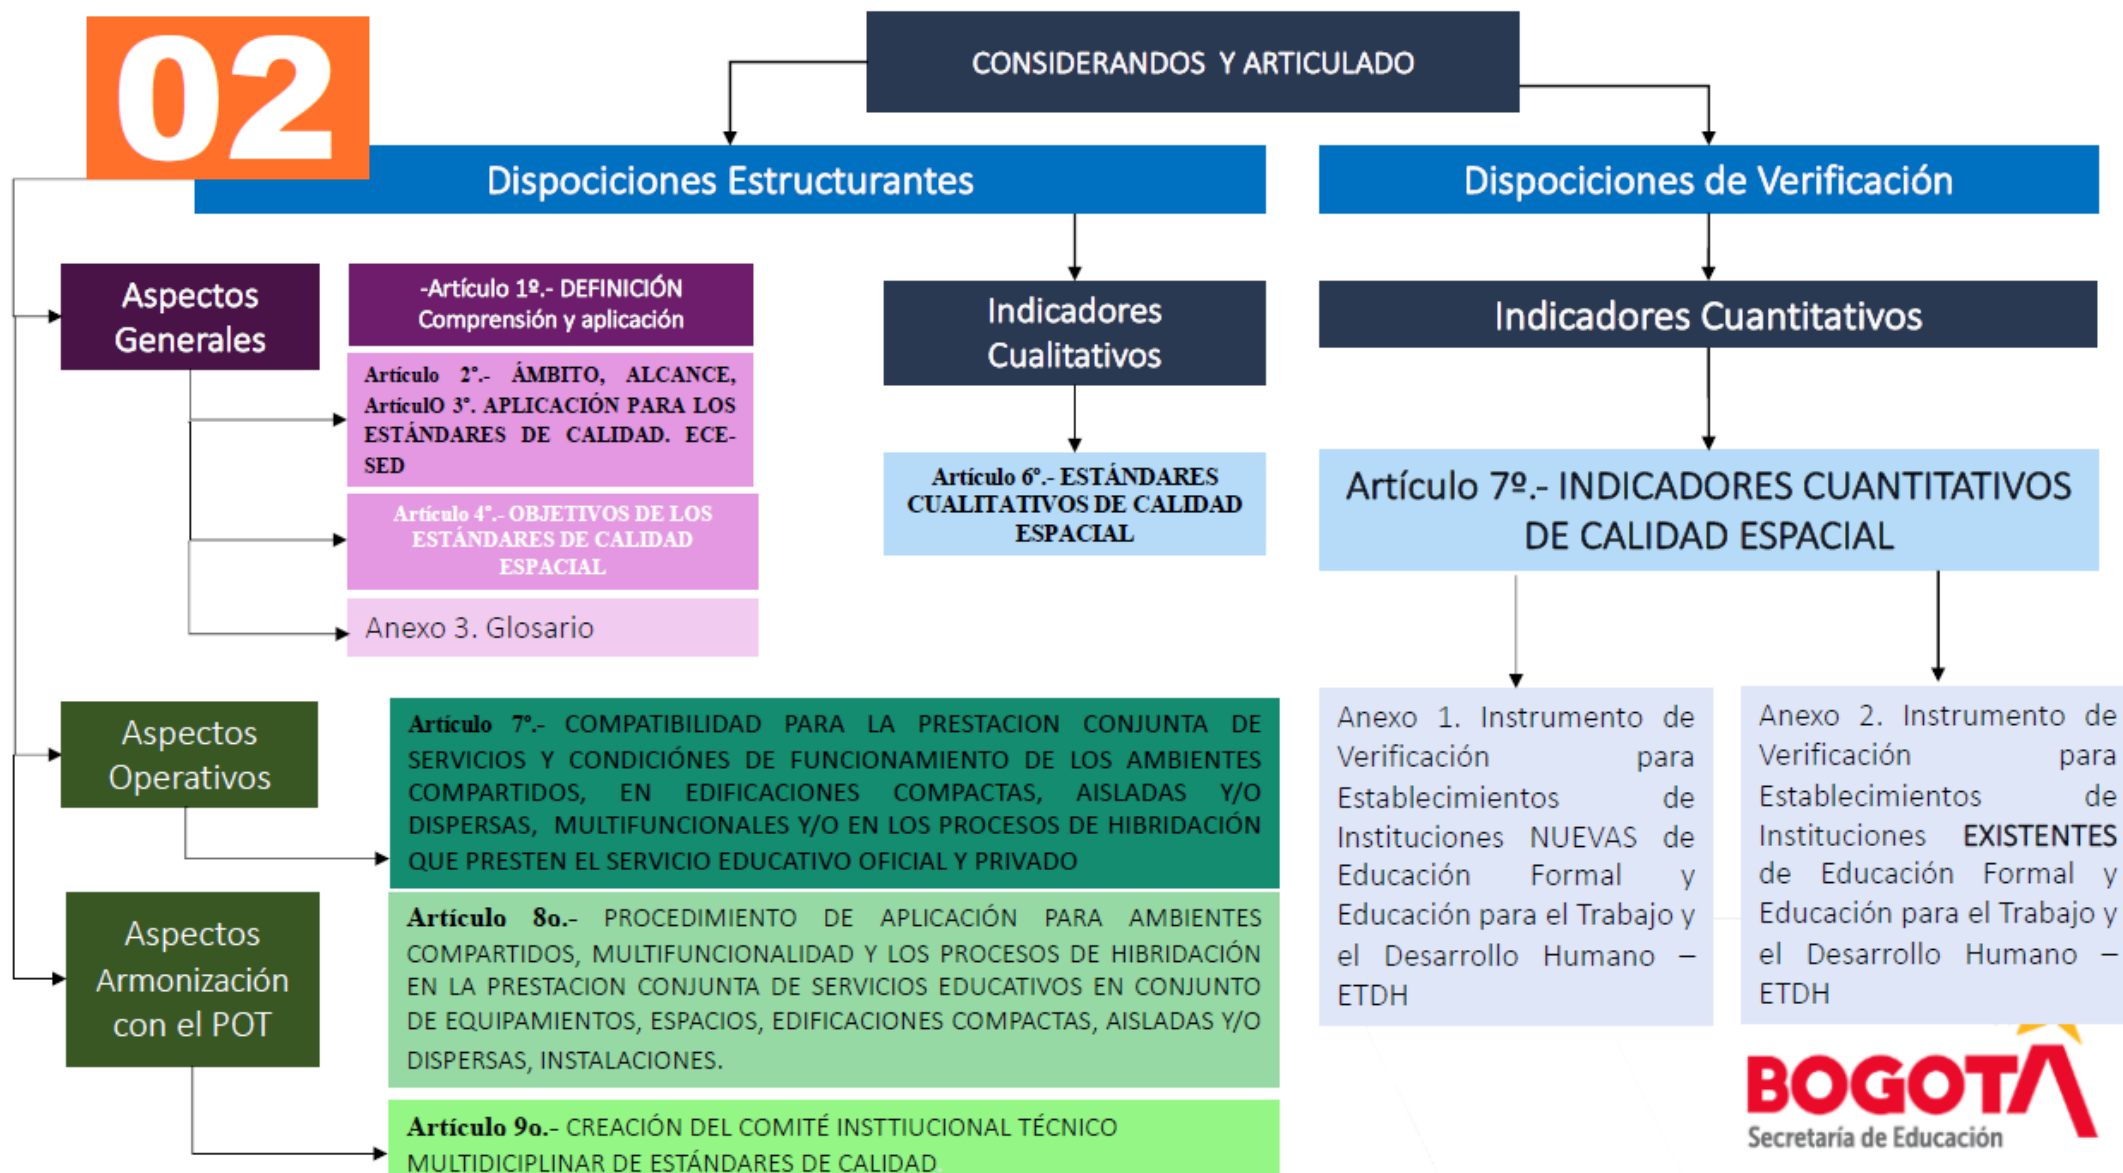 02
CONSIDERANDOS Y ARTICULADO
Dispociciones Estructurantes
Dispociciones de Verificación
Aspectos
Generales
-Artículo 1º.- DEFINICIÓN
Comprensión y aplicación
Artículo 2°.- ÁMBITO, ALCANCE,
ArtículO 3°. APLICACIÓN PARA LOS
ESTÁNDARES DE CALIDAD. ECE-
SED
Artículo 4°.- OBJETIVOS DE LOS
ESTÁNDARES DE CALIDAD
ESPACIAL
Anexo 3. Glosario
Indicadores
Cualitativos
Artículo 6°.- ESTÁNDARES
CUALITATIVOS DE CALIDAD
ESPACIAL
Indicadores Cuantitativos
Artículo 7º.- INDICADORES CUANTITATIVOS
DE CALIDAD ESPACIAL
Aspectos
Operativos
Artículo 7°.- COMPATIBILIDAD PARA LA PRESTACION CONJUNTA DE
SERVICIOS Y CONDICIÓNES DE FUNCIONAMIENTO DE LOS AMBIENTES
COMPARTIDOS, EN EDIFICACIONES COMPACTAS, AISLADAS Y/O
DISPERSAS, MULTIFUNCIONALES Y/O EN LOS PROCESOS DE HIBRIDACIÓN
QUE PRESTEN EL SERVICIO EDUCATIVO OFICIAL Y PRIVADO
Aspectos
Armonización
con el POT
Artículo 8o.- PROCEDIMIENTO DE APLICACIÓN PARA AMBIENTES
COMPARTIDOS, MULTIFUNCIONALIDAD Y LOS PROCESOS DE HIBRIDACIÓN
EN LA PRESTACION CONJUNTA DE SERVICIOS EDUCATIVOS EN CONJUNTO
DE EQUIPAMIENTOS, ESPACIOS, EDIFICACIONES COMPACTAS, AISLADAS Y/O
DISPERSAS, INSTALACIONES.
Artículo 9o.- CREACIÓN DEL COMITÉ INSTTIUCIONAL TÉCNICO
MULTIDICIPLINAR DE ESTÁNDARES DE CALIDAD.
Anexo 1. Instrumento de
Verificación para
Establecimientos de
Instituciones NUEVAS de
Educación Formal y
Educación para el Trabajo y
el Desarrollo Humano –
ETDH
Anexo 2. Instrumento de
Verificación para
Establecimientos de
Instituciones EXISTENTES
de Educación Formal y
Educación para el Trabajo y
el Desarrollo Humano –
ETDH
BOGOTÁ
Secretaría de Educación